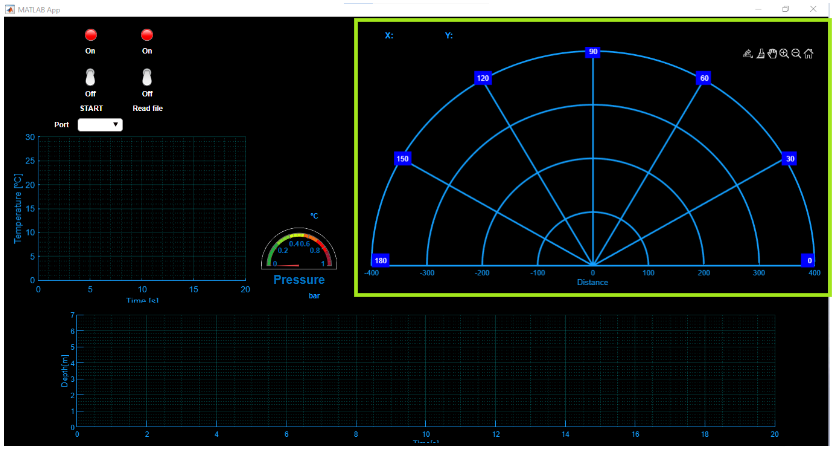 MATLAB App
On On
Off Off
START Read file
Port
Temperature [ºC]
30
25
20
15
10
5
0
0 5 10 15 20
Time [s]
°C
0 0.2 0.4 0.6 0.8 1
Pressure
bar
X: Y:
90
120 60
150 30
180 0
-400 -300 -200 -100 0 100 200 300 400
Distance
Depth[m]
7
6
5
4
3
2
1
0
0 2 4 6 8 10 12 14 16 18 20
Time[s]